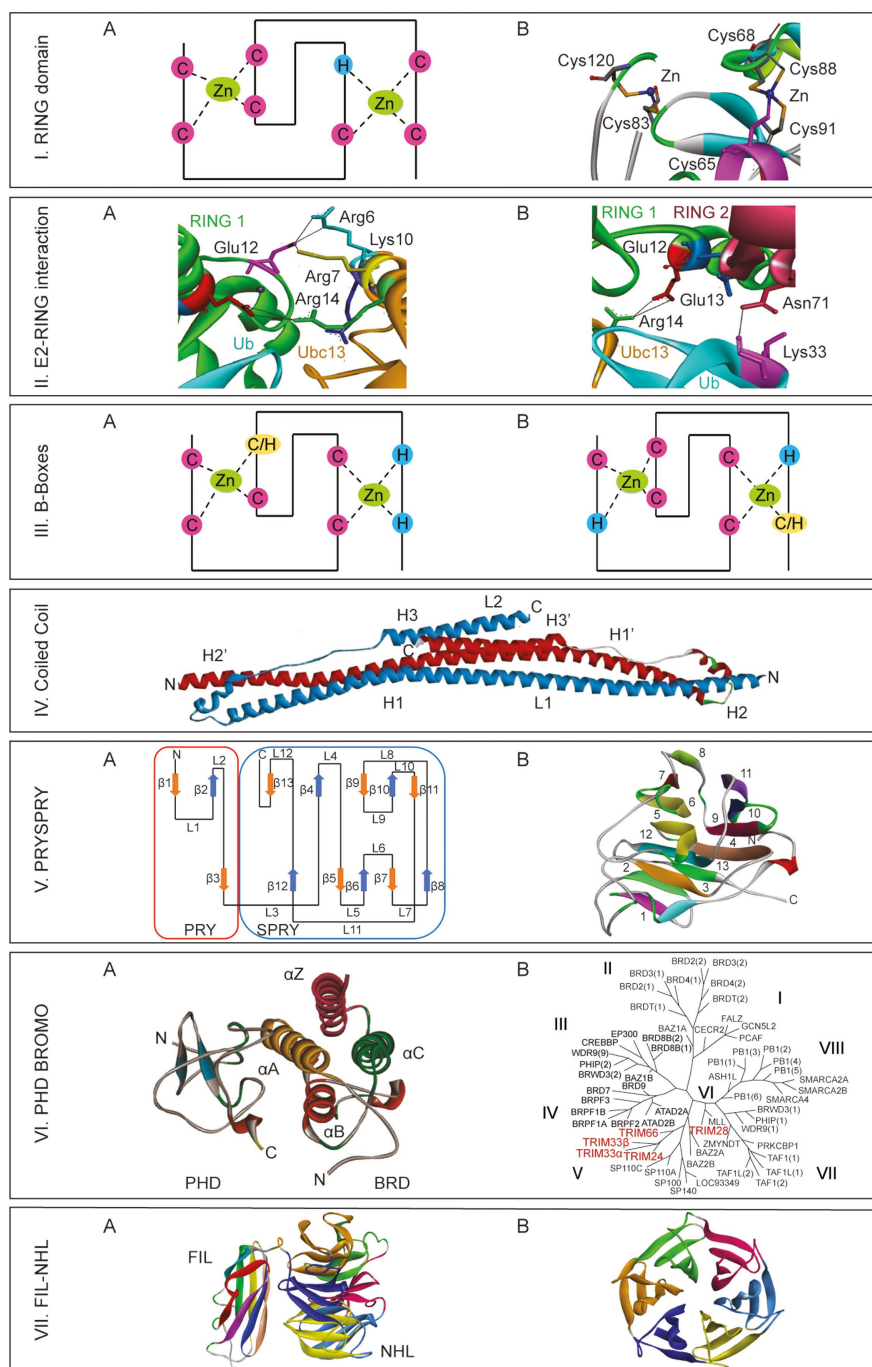 I. RING domain
A
C
C
C
H
Zn
Zn
C
C
C
C
B
Cys68
Cys120
Zn
Cys88
Zn
Cys83
Cys91
Cys65
II. E2-RING interaction
A
RING 1
Arg6
Glu12
Lys10
Arg7
Arg14
Ub
Ubc13
B
RING 1
RING 2
Glu12
Glu13
Asn71
Arg14
Ubc13
Lys33
Ub
III. B-Boxes
A
C/H
C
C
H
Zn
Zn
C
C
C
H
B
C
C
C
H
Zn
Zn
C
H
C
C/H
IV. Coiled Coil
L2
C
H3
H3'
H1'
C
H2'
N
N
H1
L1
H2
V. PRYSPRY
A
N
L2
C
L12
L4
L8
L10
β1
β2
β13
β4
β9
β10
β11
L1
L9
L6
β3
β12
β5
β6
β7
β8
L3
L5
L7
L11
PRY
SPRY
B
8
7
11
6
5
9
10
N
12
4
13
2
3
1
C
VI. PHD BROMO
A
αZ
N
αA
αC
αB
C
N
PHD
BRD
B
II
BRD2(2)
BRD3(2)
BRD3(1)
BRD4(1)
BRD2(1)
BRD4(2)
I
BRDT(1)
BRDT(2)
III
BAZ1A
FALZ
CECR2
GCN5L2
EP300
BRD8B(2)
PCAF
CREBBP
BRD8B(1)
WDR9(9)
PB1(3)
PB1(2)
VIII
PHIP(2)
PB1(1)
PB1(4)
BRWD3(2)
BAZ1B
ASH1L
PB1(5)
BRD7
BRD9
VI
SMARCA2A
BRPF3
PB1(6)
SMARCA2B
SMARCA4
IV
BRPF1B
ATAD2A
BRWD3(1)
MLL
PHIP(1)
BRPF1A
BRPF2
ATAD2B
TRIM28
WDR9(1)
TRIM66
ZMYNDT
PRKCBP1
TRIM33β
BAZ2A
TAF1(1)
TRIM33α
TRIM24
BAZ2B
V
SP110C
SP110A
LOC93349
TAF1L(2)
TAF1L(1)
VII
SP100
TAF1(2)
SP140
VII. FIL-NHL
A
FIL
NHL
B